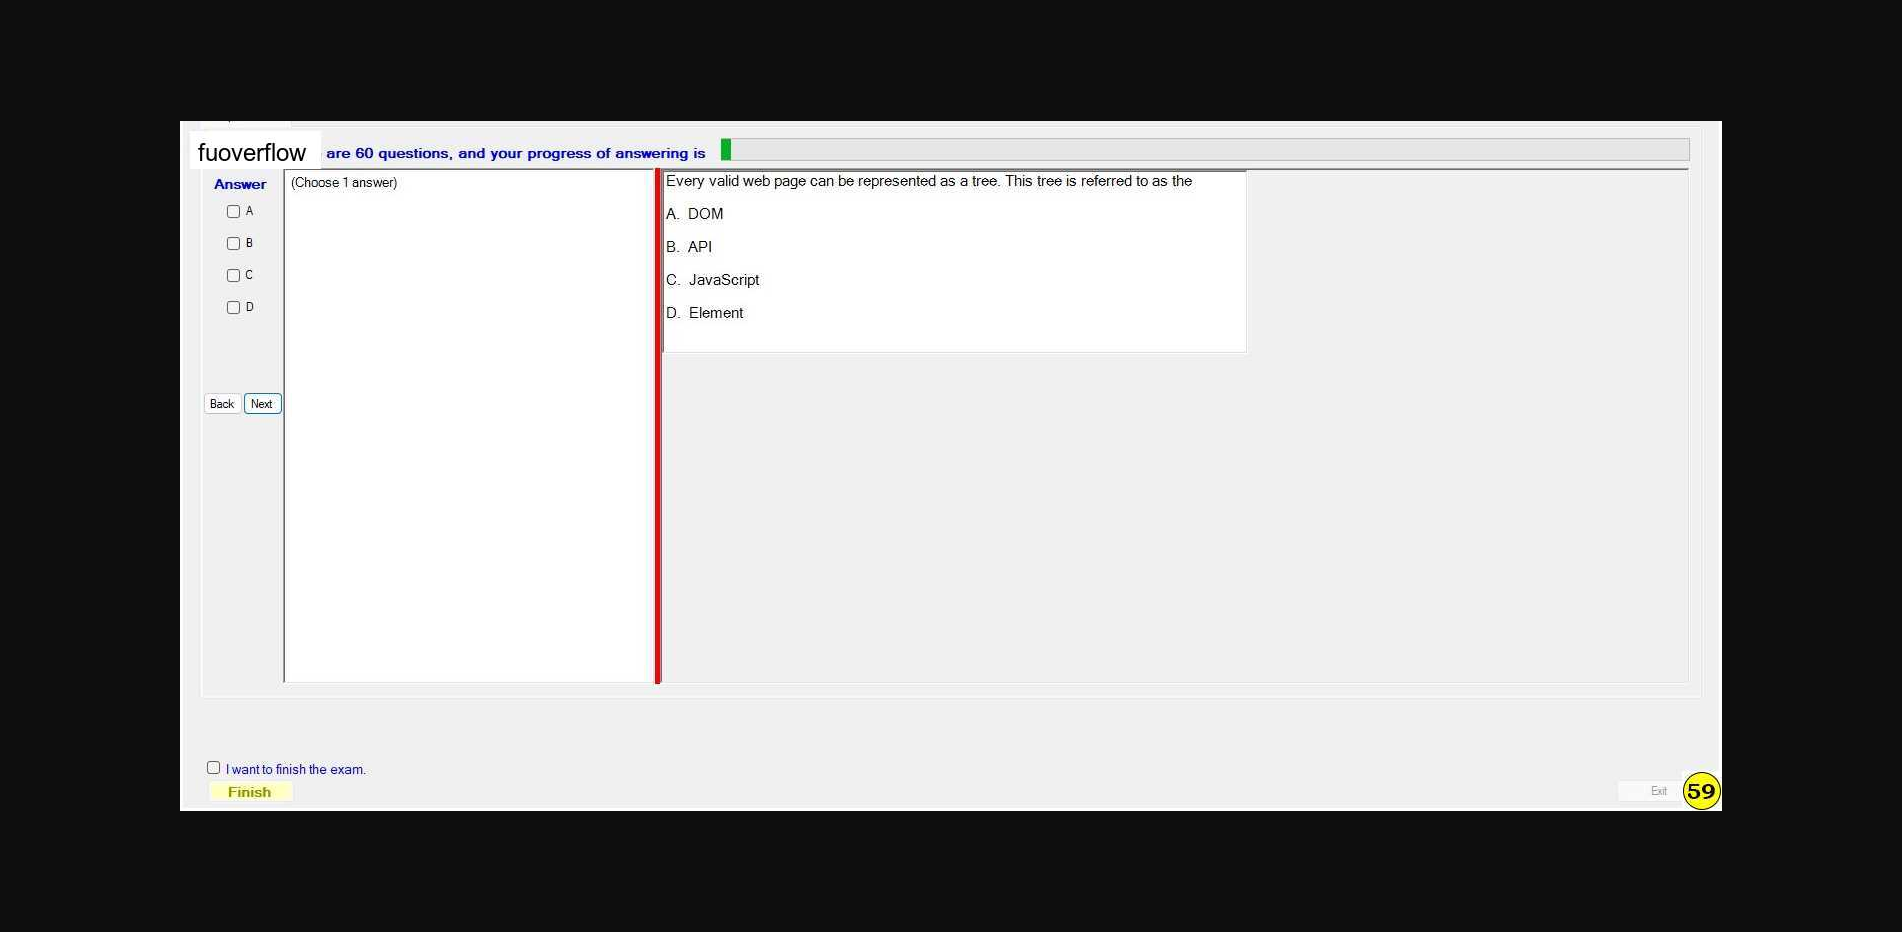 fuoverflow are 60 questions, and your progress of answering is
Answer
A
B
C
D
Back Next
(Choose 1 answer)
Every valid web page can be represented as a tree. This tree is referred to as the
A. DOM
B. API
C. JavaScript
D. Element
I want to finish the exam.
Finish
Exit
59